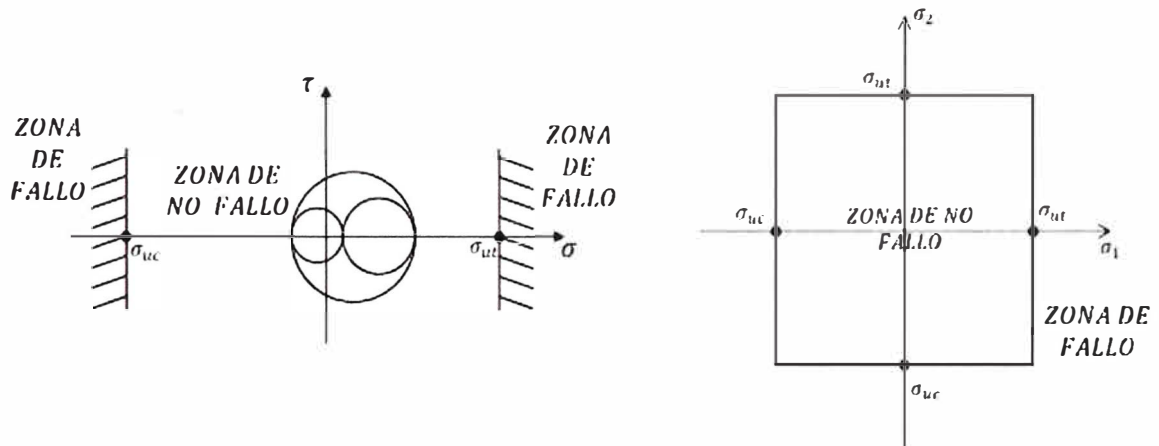 τ
ZONA
DE
FALLO
ZONA DE
NO FALLO
ZONA
DE
FALLO
σuc
σut
σ
σ2
σut
σuc
ZONA DE NO
FALLO
σut
σ1
ZONA DE
FALLO
σuc